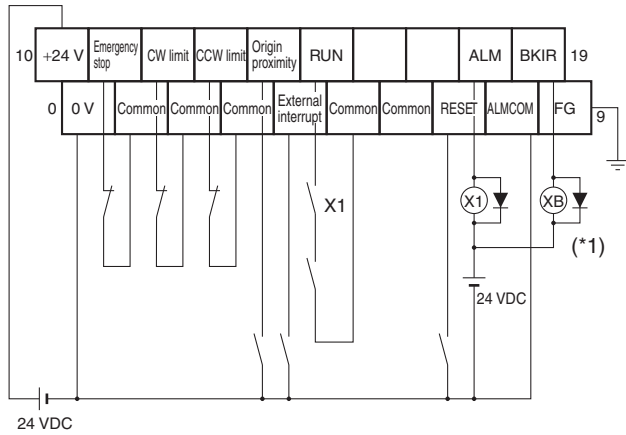 10 +24 V Emergency stop CW limit CCW limit Origin proximity RUN ALM BKIR 19
0 0 V Common Common Common External interrupt Common Common RESET ALMCOM FG 9
X1
X1
XB
(*1)
24 VDC
24 VDC